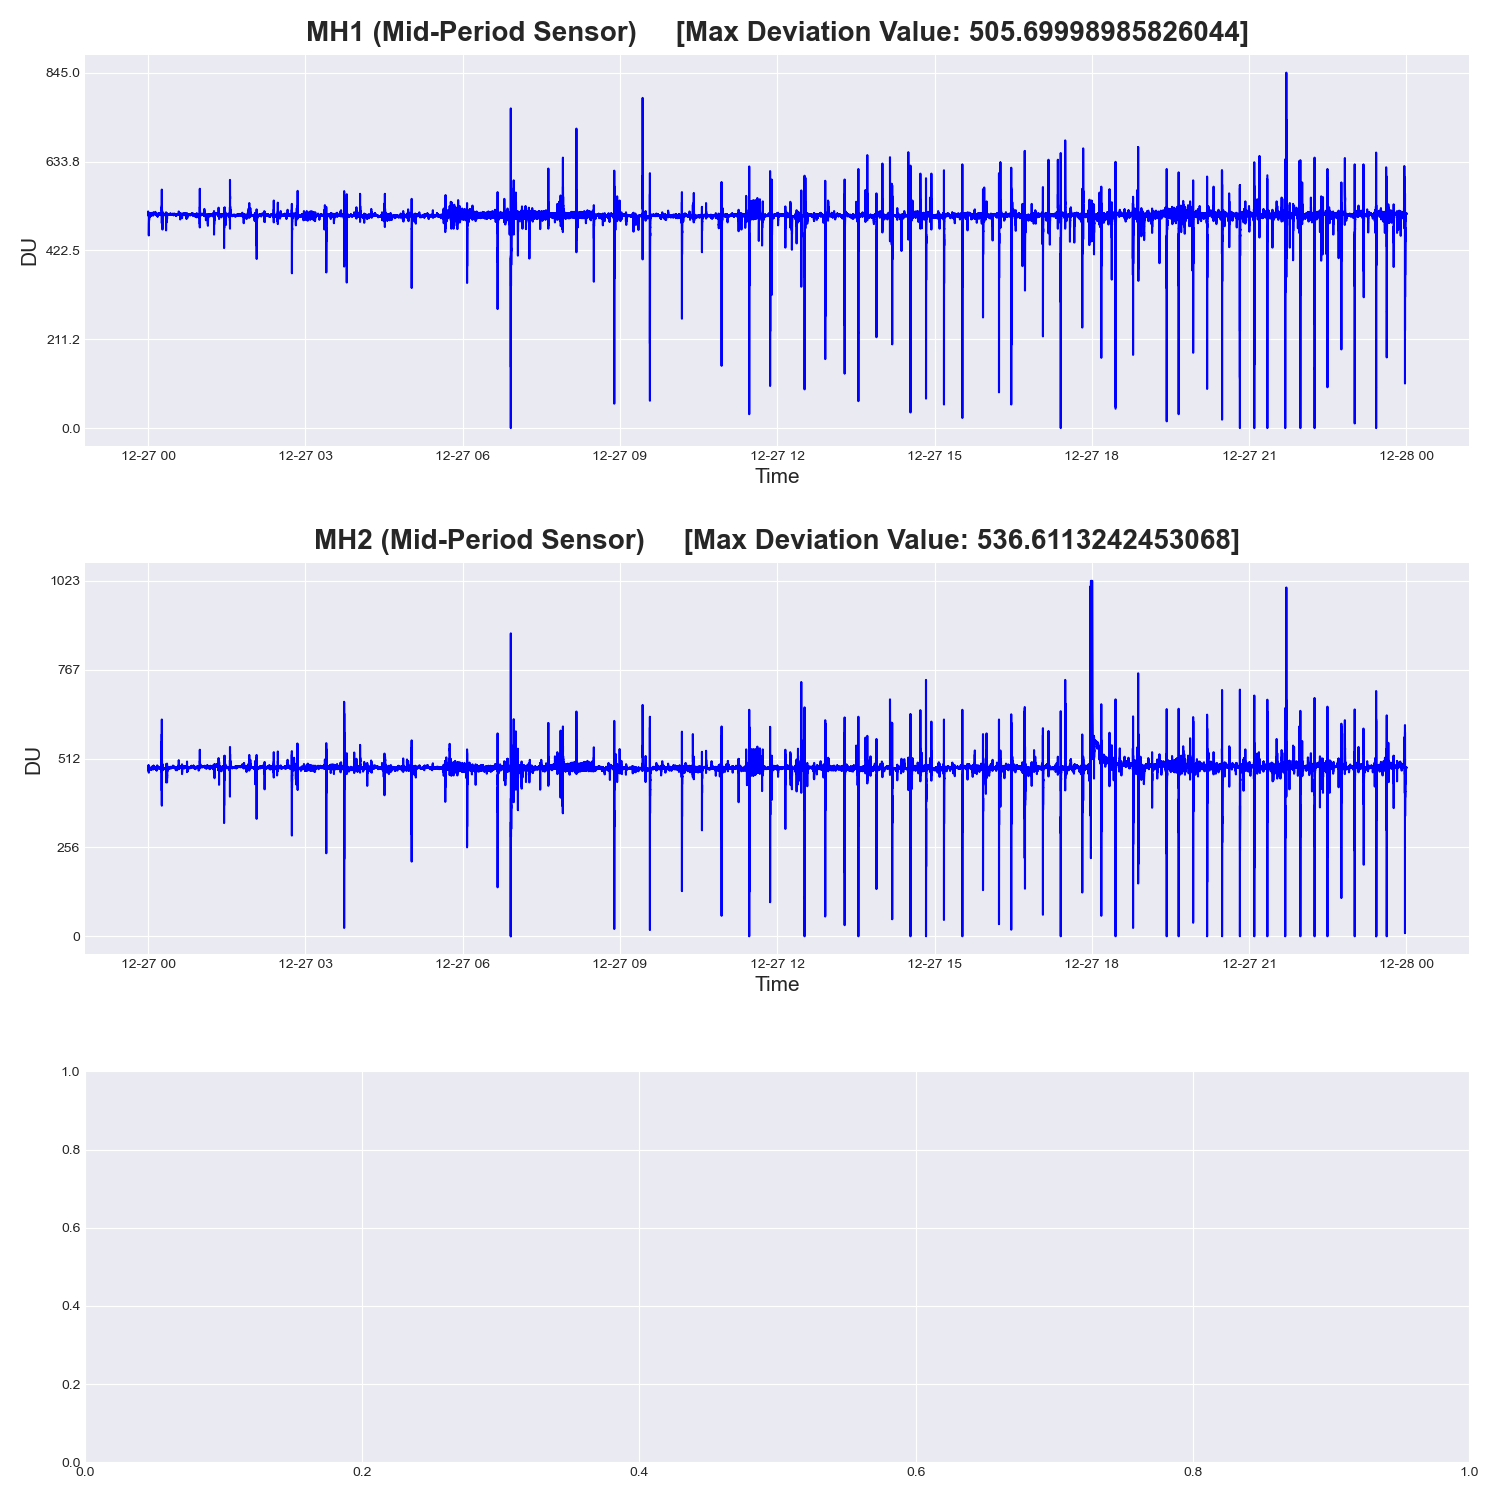 MH1 (Mid-Period Sensor) [Max Deviation Value: 505.69998985826044]
845.0
633.8
422.5
211.2
0.0
DU
12-27 00 12-27 03 12-27 06 12-27 09 12-27 12 12-27 15 12-27 18 12-27 21 12-28 00
Time
MH2 (Mid-Period Sensor) [Max Deviation Value: 536.6113242453068]
1023
767
512
256
0
DU
12-27 00 12-27 03 12-27 06 12-27 09 12-27 12 12-27 15 12-27 18 12-27 21 12-28 00
Time
1.0
0.8
0.6
0.4
0.2
0.0
0.0 0.2 0.4 0.6 0.8 1.0